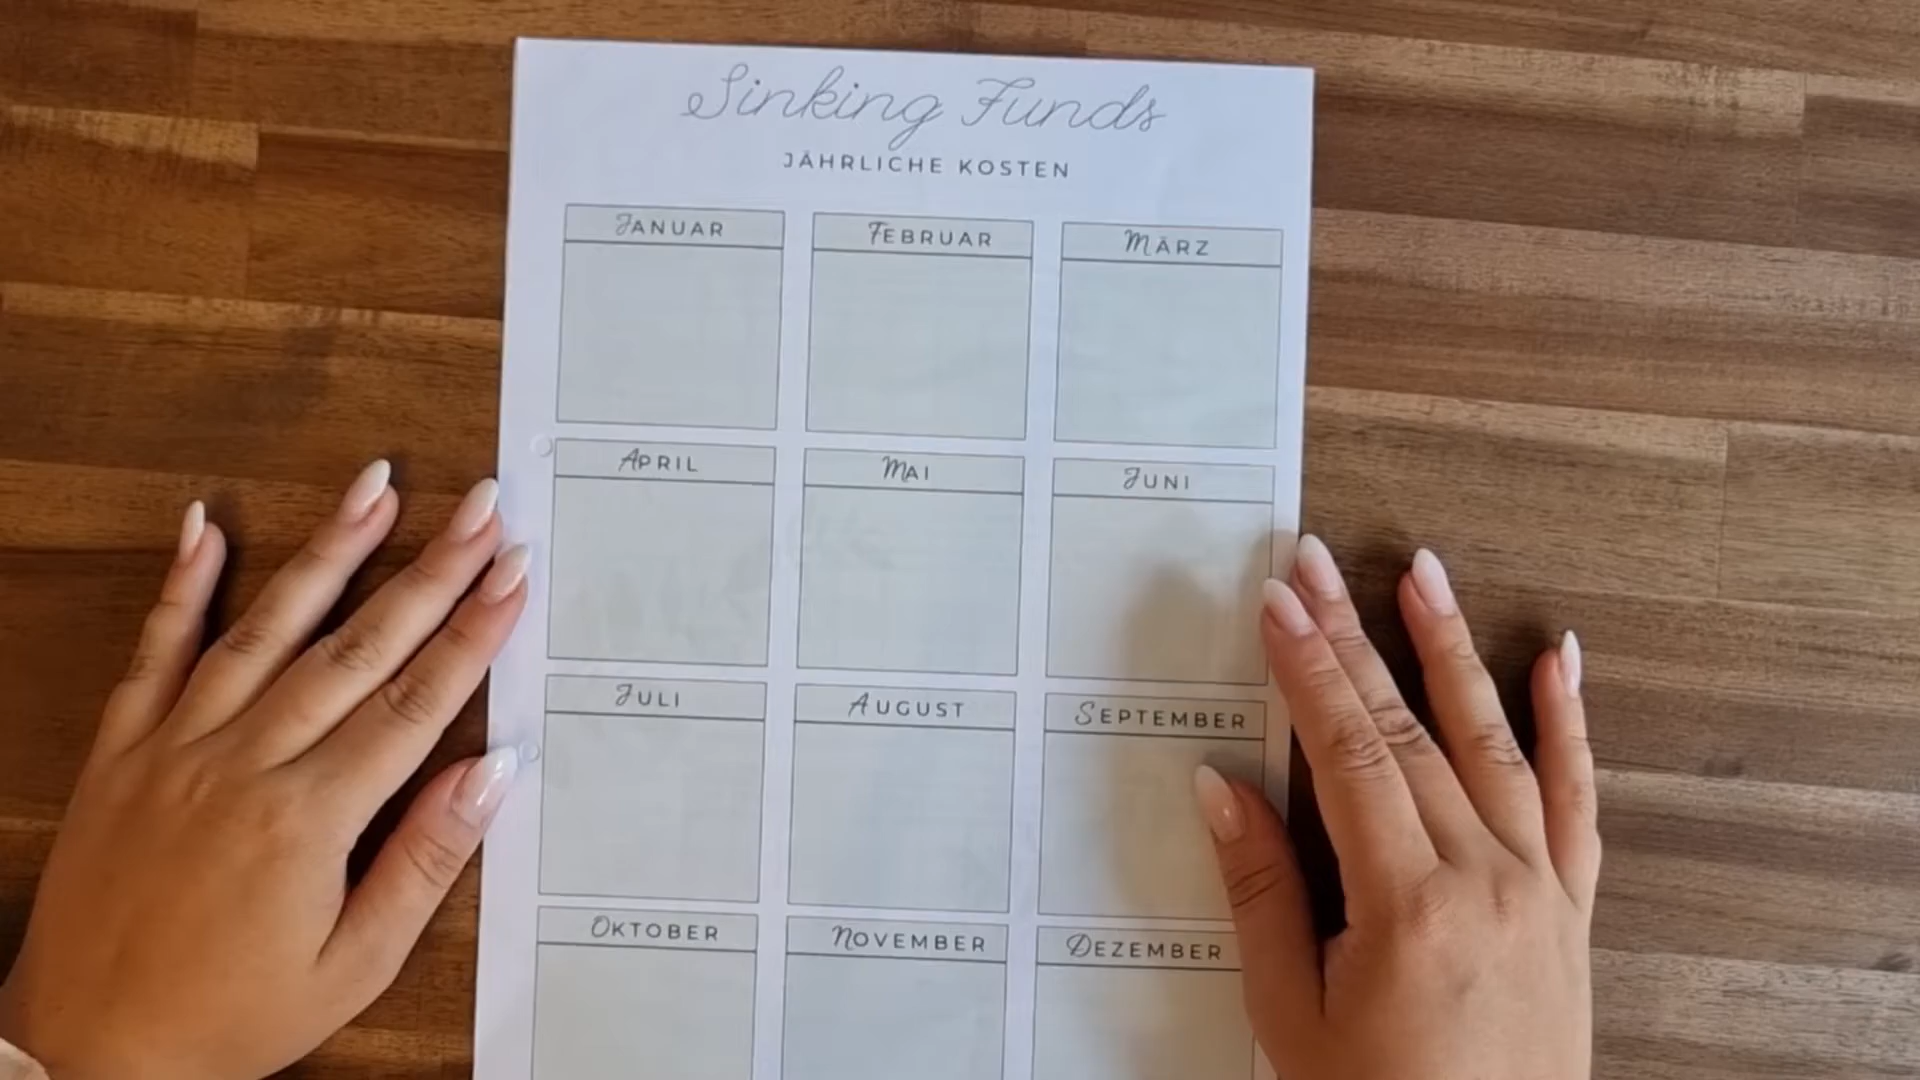 Sinking Funds
JÄHRLICHE KOSTEN
JANUAR
FEBRUAR
MÄRZ
APRIL
MAI
JUNI
JULI
AUGUST
SEPTEMBER
OKTOBER
NOVEMBER
DEZEMBER